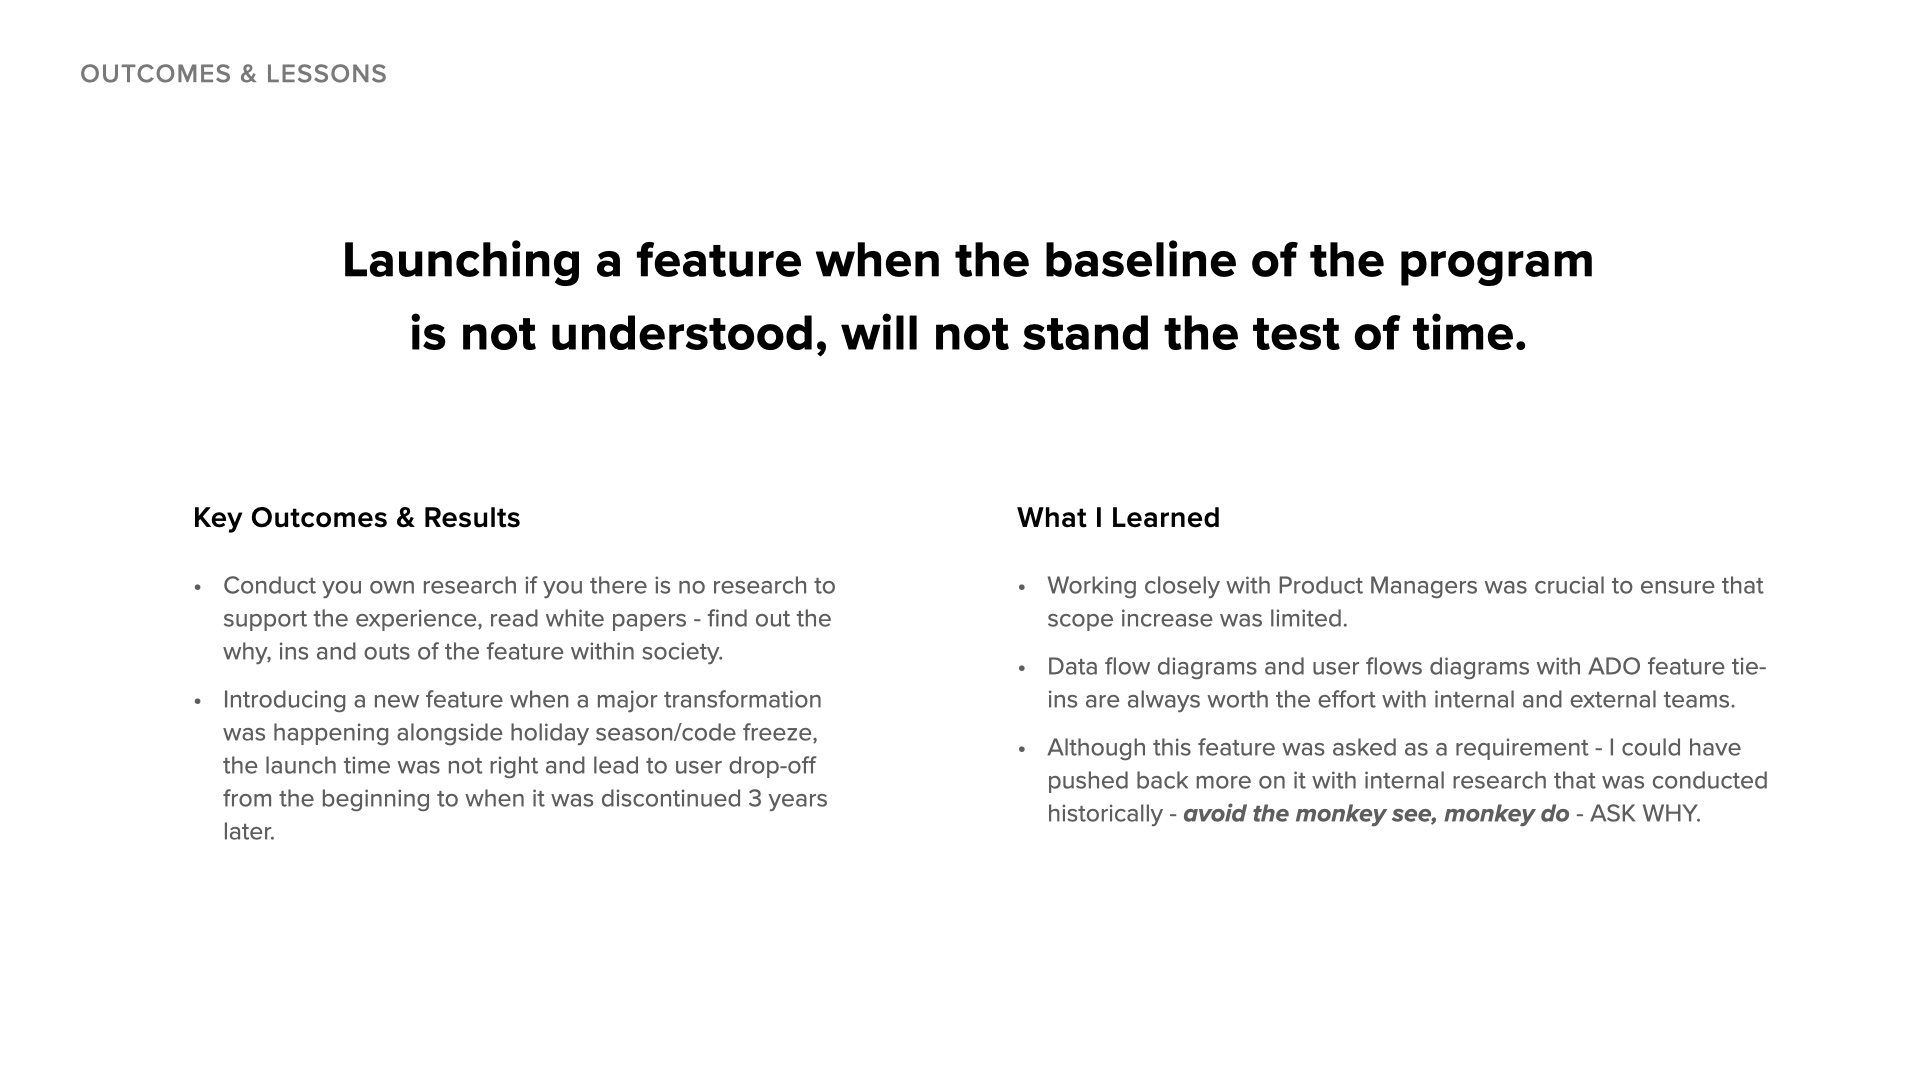 OUTCOMES & LESSONS
Launching a feature when the baseline of the program
is not understood, will not stand the test of time.
Key Outcomes & Results
• Conduct you own research if you there is no research to
support the experience, read white papers - find out the
why, ins and outs of the feature within society.
• Introducing a new feature when a major transformation
was happening alongside holiday season/code freeze,
the launch time was not right and lead to user drop-off
from the beginning to when it was discontinued 3 years
later.
What I Learned
• Working closely with Product Managers was crucial to ensure that
scope increase was limited.
• Data flow diagrams and user flows diagrams with ADO feature tie-
ins are always worth the effort with internal and external teams.
• Although this feature was asked as a requirement - I could have
pushed back more on it with internal research that was conducted
historically - avoid the monkey see, monkey do - ASK WHY.